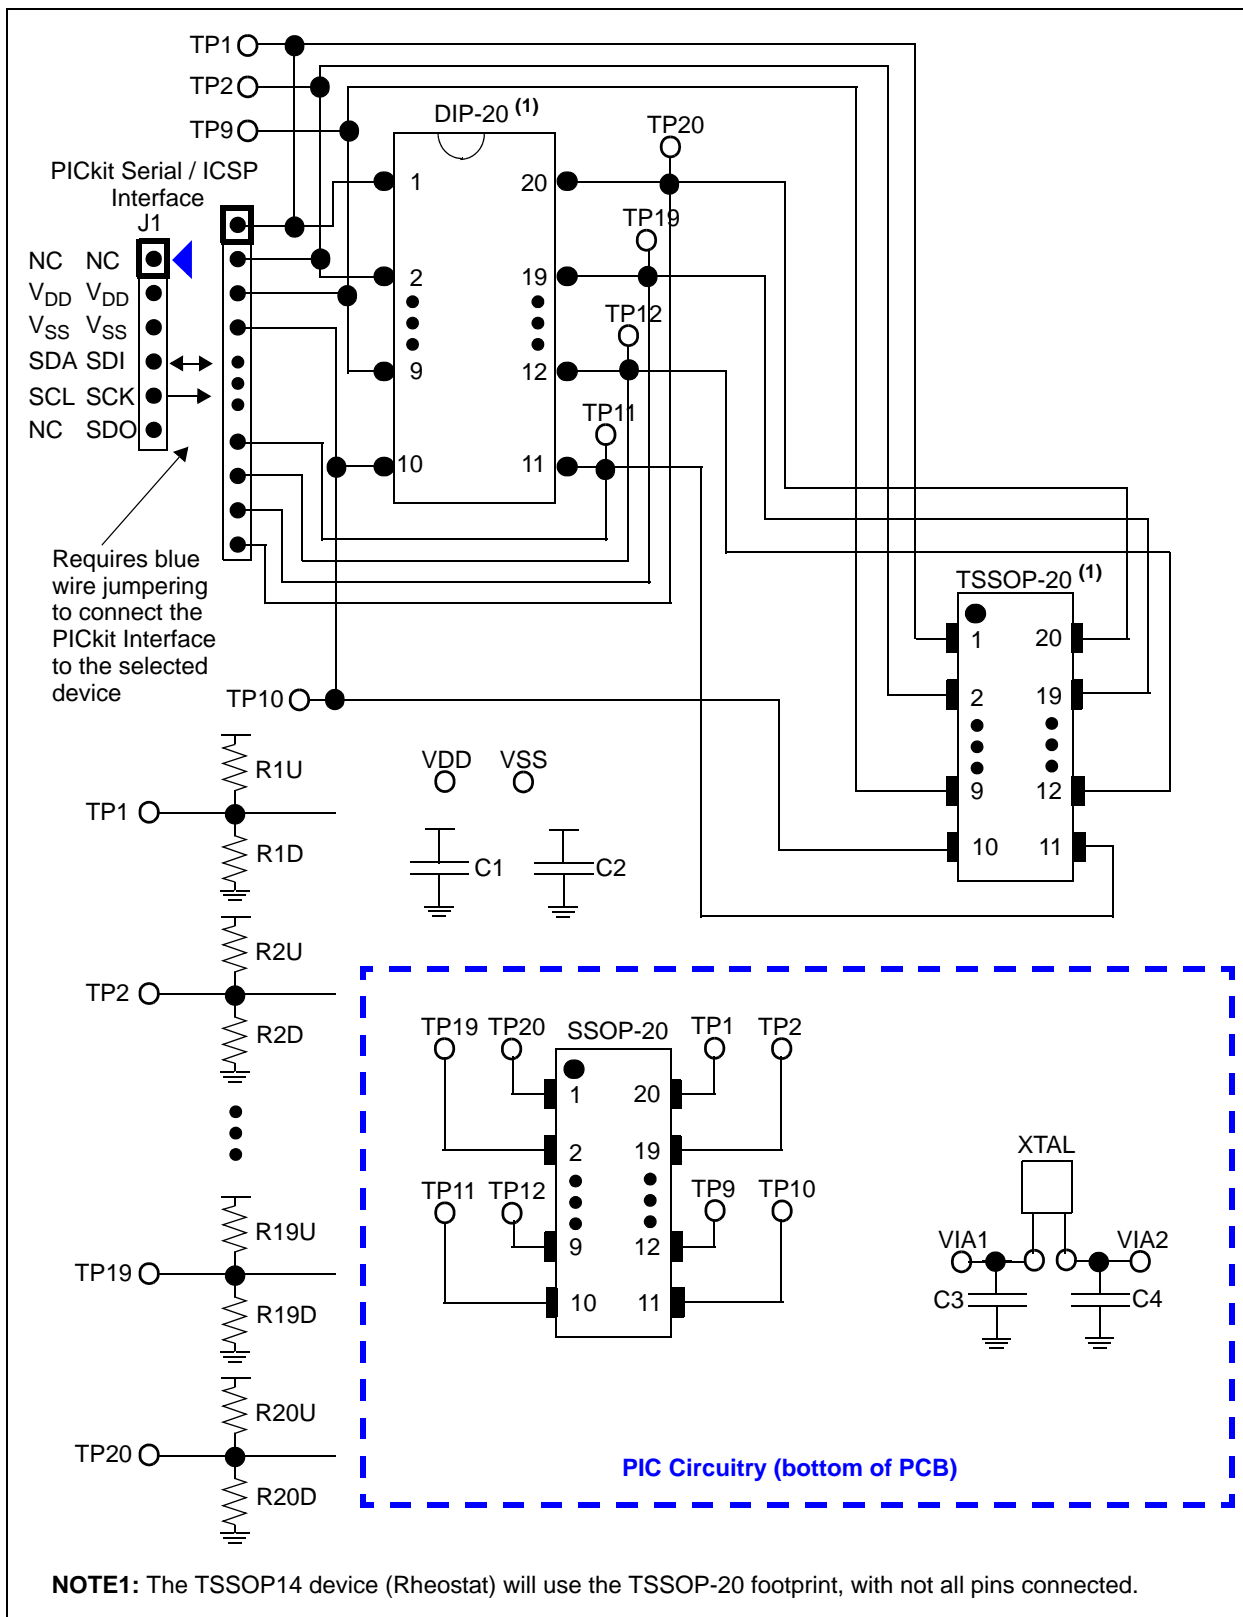 TP1
TP2
TP9
DIP-20 (1)
TP20
PICkit Serial / ICSP
Interface
J1
1
20
TP19
NC NC
VDD VDD
VSS VSS
SDA SDI
SCL SCK
NC SDO
2
19
TP12
9
12
TP11
10
11
Requires blue
wire jumpering
to connect the
PICkit Interface
to the selected
device
TSSOP-20 (1)
1
20
2
19
9
12
10
11
TP10
R1U
TP1
R1D
VDD
VSS
C1
C2
R2U
TP2
R2D
R19U
TP19
R19D
R20U
TP20
R20D
TP19
TP20
SSOP-20
TP1
TP2
1
20
2
19
TP11
TP12
TP9
TP10
9
12
10
11
XTAL
VIA1
VIA2
C3
C4
PIC Circuitry (bottom of PCB)
NOTE1: The TSSOP14 device (Rheostat) will use the TSSOP-20 footprint, with not all pins connected.